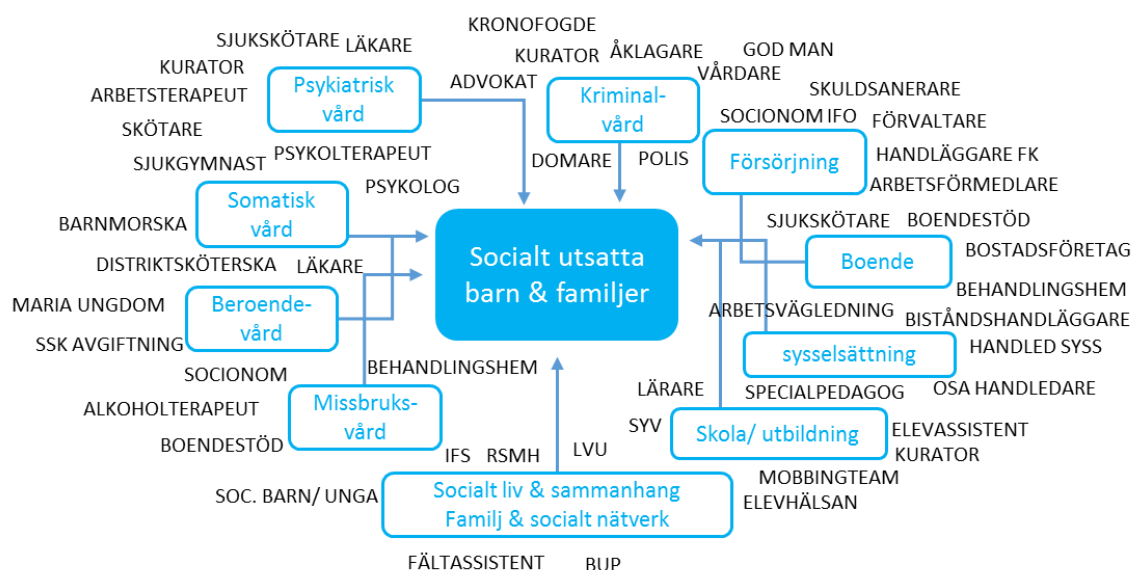 KRONOFOGDE
SJUKSKÖTARE
LÄKARE
KURATOR
ÅKLAGARE
GOD MAN
KURATOR
VÅRDARE
ARBETSTERAPEUT
Psykiatrisk
vård
ADVOKAT
Kriminal-
vård
SKULDSANERARE
SKÖTARE
SOCIONOM IFO
FÖRVALTARE
SJUKGYMNAST
PSYKOLTERAPEUT
DOMARE
POLIS
Försörjning
HANDLÄGGARE FK
PSYKOLOG
ARBETSFÖRMEDLARE
Somatisk
vård
BARNMORSKA
SJUKSKÖTARE
BOENDESTÖD
Socialt utsatta
barn & familjer
BOSTADSFÖRETAG
Boende
DISTRIKTSKÖTERSKA
LÄKARE
BEHANDLINGSHEM
MARIA UNGDOM
Beroende-
vård
ARBETSVÄGLEDNING
BISTÅNDSHANDLÄGGARE
SSK AVGIFTNING
sysselsättning
HANDLED SYSS
SOCIONOM
BEHANDLINGSHEM
LÄRARE
SPECIALPEDAGOG
OSA HANDLEDARE
ALKOHOLTERAPEUT
Missbruks-
vård
SYV
Skola/ utbildning
ELEVASSISTENT
BOENDESTÖD
KURATOR
IFS
RSMH
LVU
MOBBINGTEAM
SOC. BARN/ UNGA
Socialt liv & sammanhang
Familj & socialt nätverk
ELEVHÄLSAN
FÄLTASSISTENT
BUP